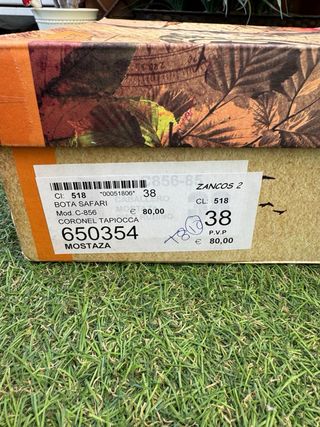 Cl: 518 *00051806* 38
BOTA SAFARI
Mod. C-856 € 80,00
CORONEL TAPIOCCA
650354
MOSTAZA
ZANCOS 2
CL: 518
38
P.V.P
€ 80,00